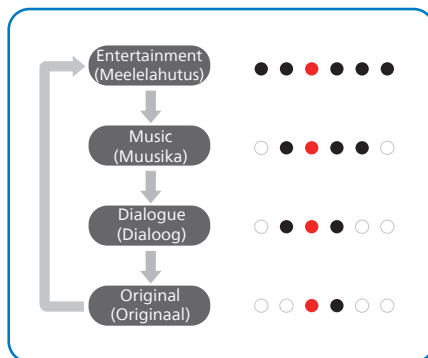 Entertainment
(Meelelahutus)
Music
(Muusika)
Dialogue
(Dialoog)
Original
(Originaal)